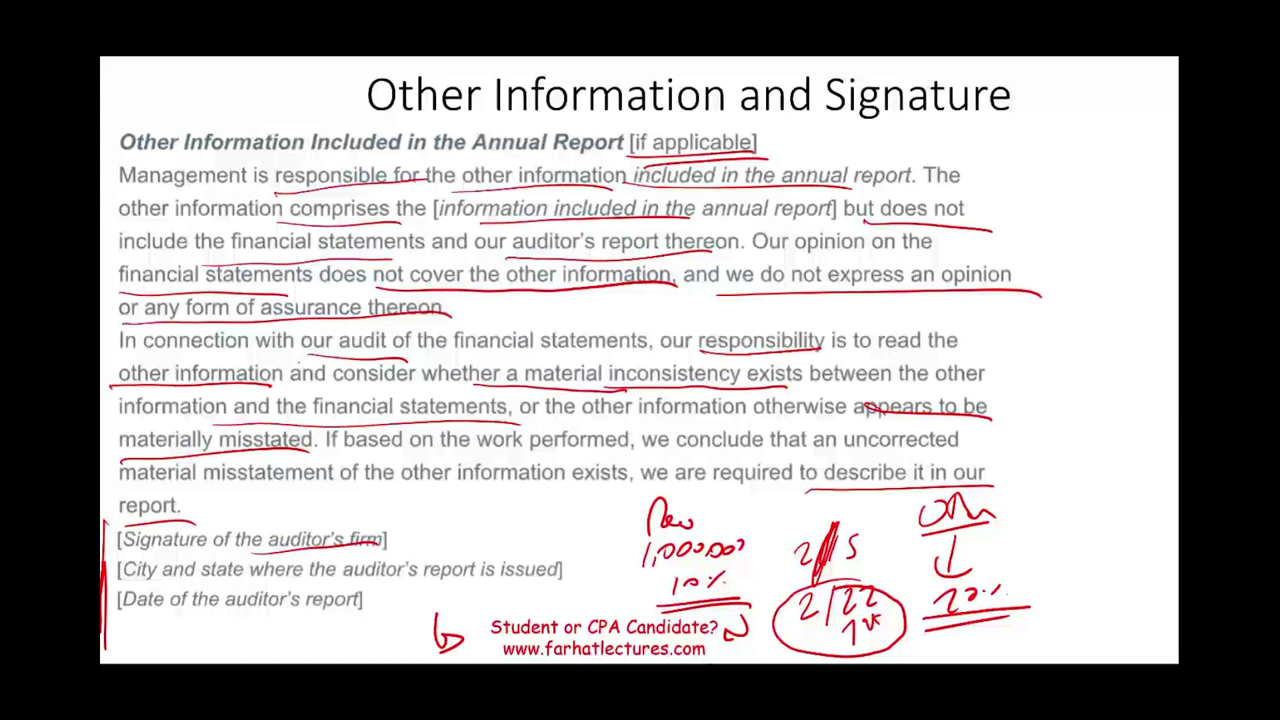 Other Information and Signature
Other Information Included in the Annual Report [if applicable]
Management is responsible for the other information included in the annual report. The
other information comprises the [information included in the annual report] but does not
include the financial statements and our auditor's report thereon. Our opinion on the
financial statements does not cover the other information, and we do not express an opinion
or any form of assurance thereon.
In connection with our audit of the financial statements, our responsibility is to read the
other information and consider whether a material inconsistency exists between the other
information and the financial statements, or the other information otherwise appears to be
materially misstated. If based on the work performed, we conclude that an uncorrected
material misstatement of the other information exists, we are required to describe it in our
report.
[Signature of the auditor's firm]
[City and state where the auditor's report is issued]
[Date of the auditor's report]
Rev
1,000,000
10%
2/22
20%
Student or CPA Candidate?
www.farhatlectures.com